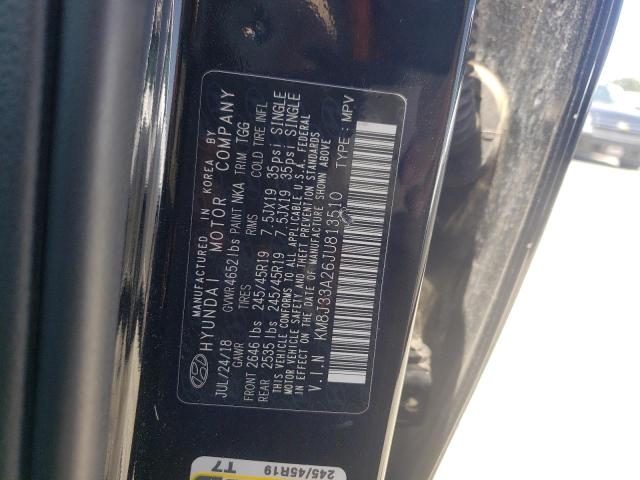 MANUFACTURED IN KOREA BY
HYUNDAI MOTOR COMPANY
JUL/24/18 GVWR 4652lbs PAINT NKA TRIM TGG
GAWR TIRES RIMS COLD TIRE INFL
FRONT 2646 lbs 245/45R19 7.5JX19 35psi SINGLE
REAR 2535 lbs 245/45R19 7.5JX19 35psi SINGLE
THIS VEHICLE CONFORMS TO ALL APPLICABLE U.S.A. FEDERAL
MOTOR VEHICLE SAFETY AND THEFT PREVENTION STANDARDS
IN EFFECT ON THE DATE OF MANUFACTURE SHOWN ABOVE
V.I.N KM8J33A26JU813510 TYPE : MPV
245/45R19
T7